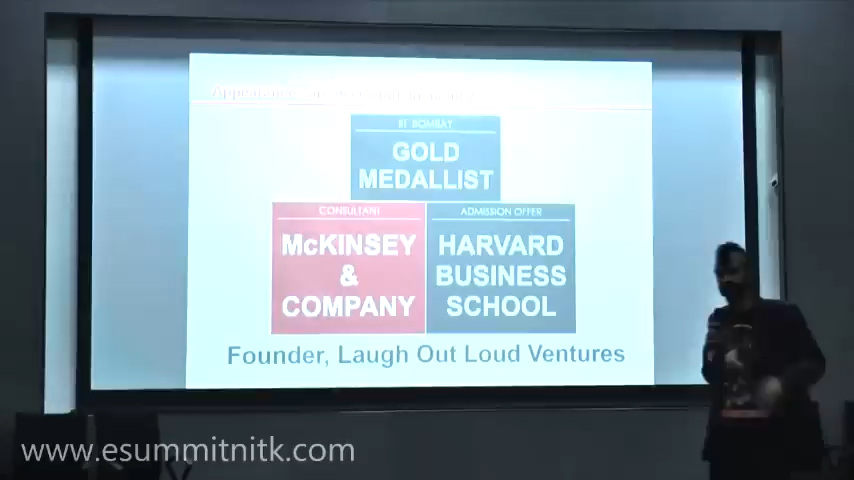 Appearance
IIT BOMBAY
GOLD
MEDALLIST
CONSULTANT
McKINSEY
&
COMPANY
ADMISSION OFFER
HARVARD
BUSINESS
SCHOOL
Founder, Laugh Out Loud Ventures
www.esummitnitk.com